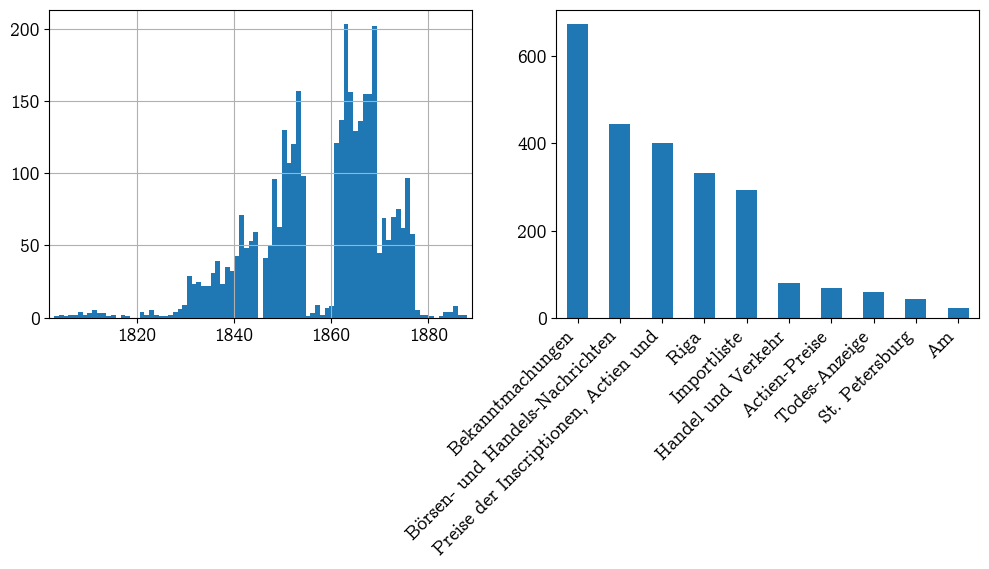 200
150
100
50
0
1820
1840
1860
1880
600
400
200
0
Bekanntmachungen
Börsen- und Handels-Nachrichten
Preise der Inscriptionen, Actien und
Riga
Importliste
Handel und Verkehr
Actien-Preise
Todes-Anzeige
St. Petersburg
Am